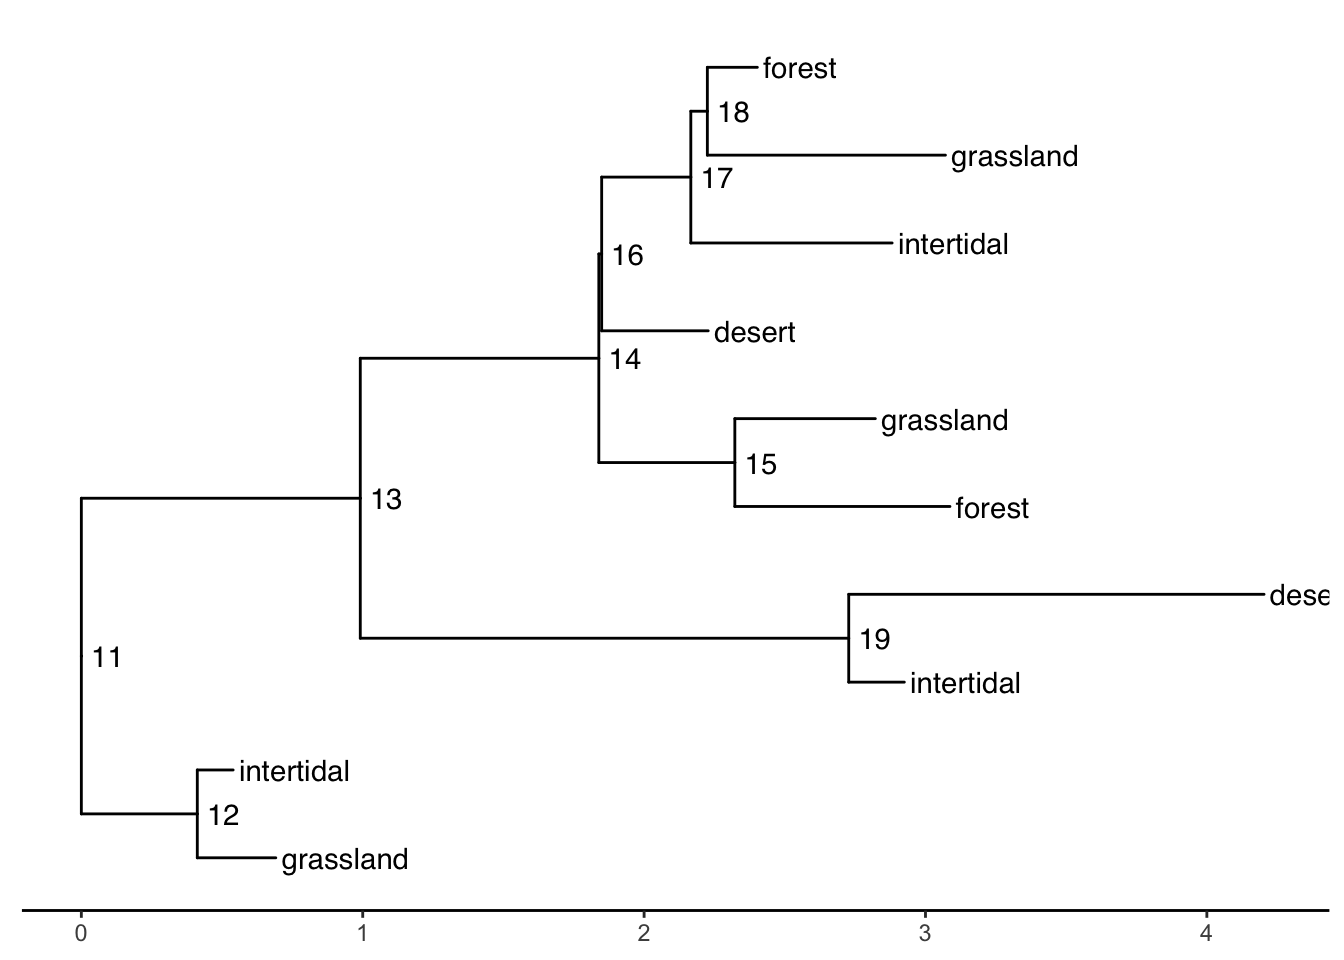 forest
18
grassland
17
intertidal
16
desert
14
grassland
15
forest
13
dese
19
intertidal
11
intertidal
12
grassland
0 1 2 3 4